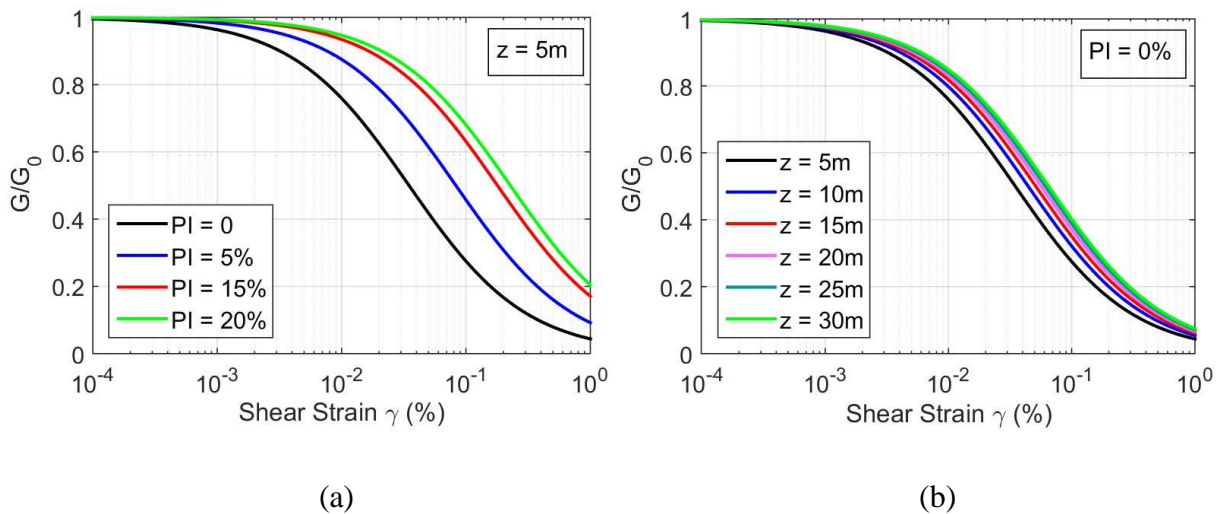 1
0.8
0.6
0.4
0.2
0
G/G0
z = 5m
PI = 0
PI = 5%
PI = 15%
PI = 20%
10-4
10-3
10-2
10-1
100
Shear Strain γ (%)
(a)
1
0.8
0.6
0.4
0.2
0
G/G0
PI = 0%
z = 5m
z = 10m
z = 15m
z = 20m
z = 25m
z = 30m
10-4
10-3
10-2
10-1
100
Shear Strain γ (%)
(b)